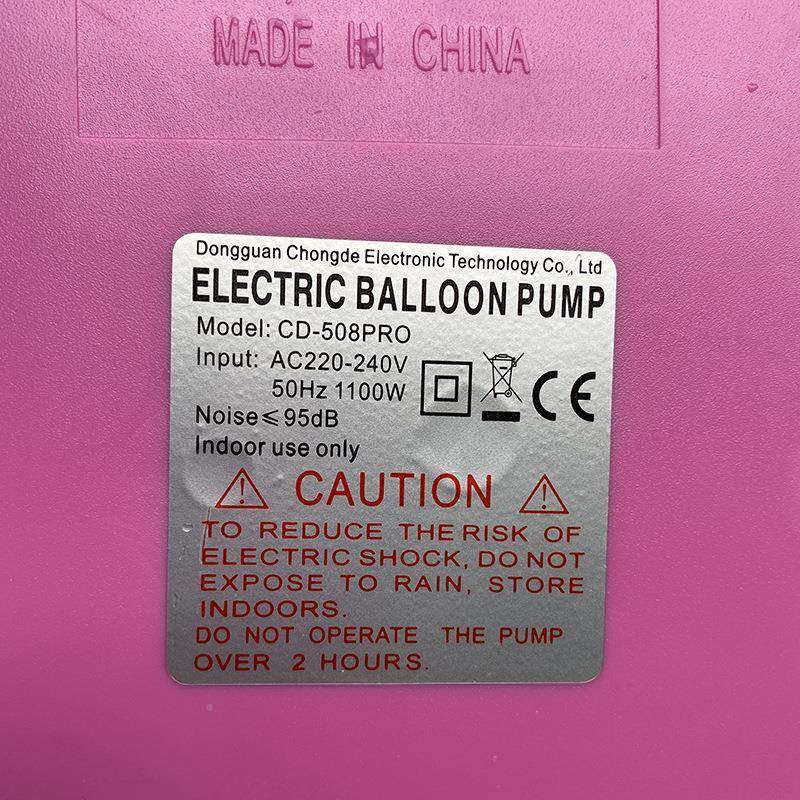 MADE IN CHINA
Dongguan Chongde Electronic Technology Co., Ltd
ELECTRIC BALLOON PUMP
Model: CD-508PRO
Input: AC220-240V
50Hz 1100W
CE
Noise≤95dB
Indoor use only
CAUTION
TO REDUCE THE RISK OF
ELECTRIC SHOCK, DO NOT
EXPOSE TO RAIN, STORE
INDOORS.
DO NOT OPERATE THE PUMP
OVER 2 HOURS.